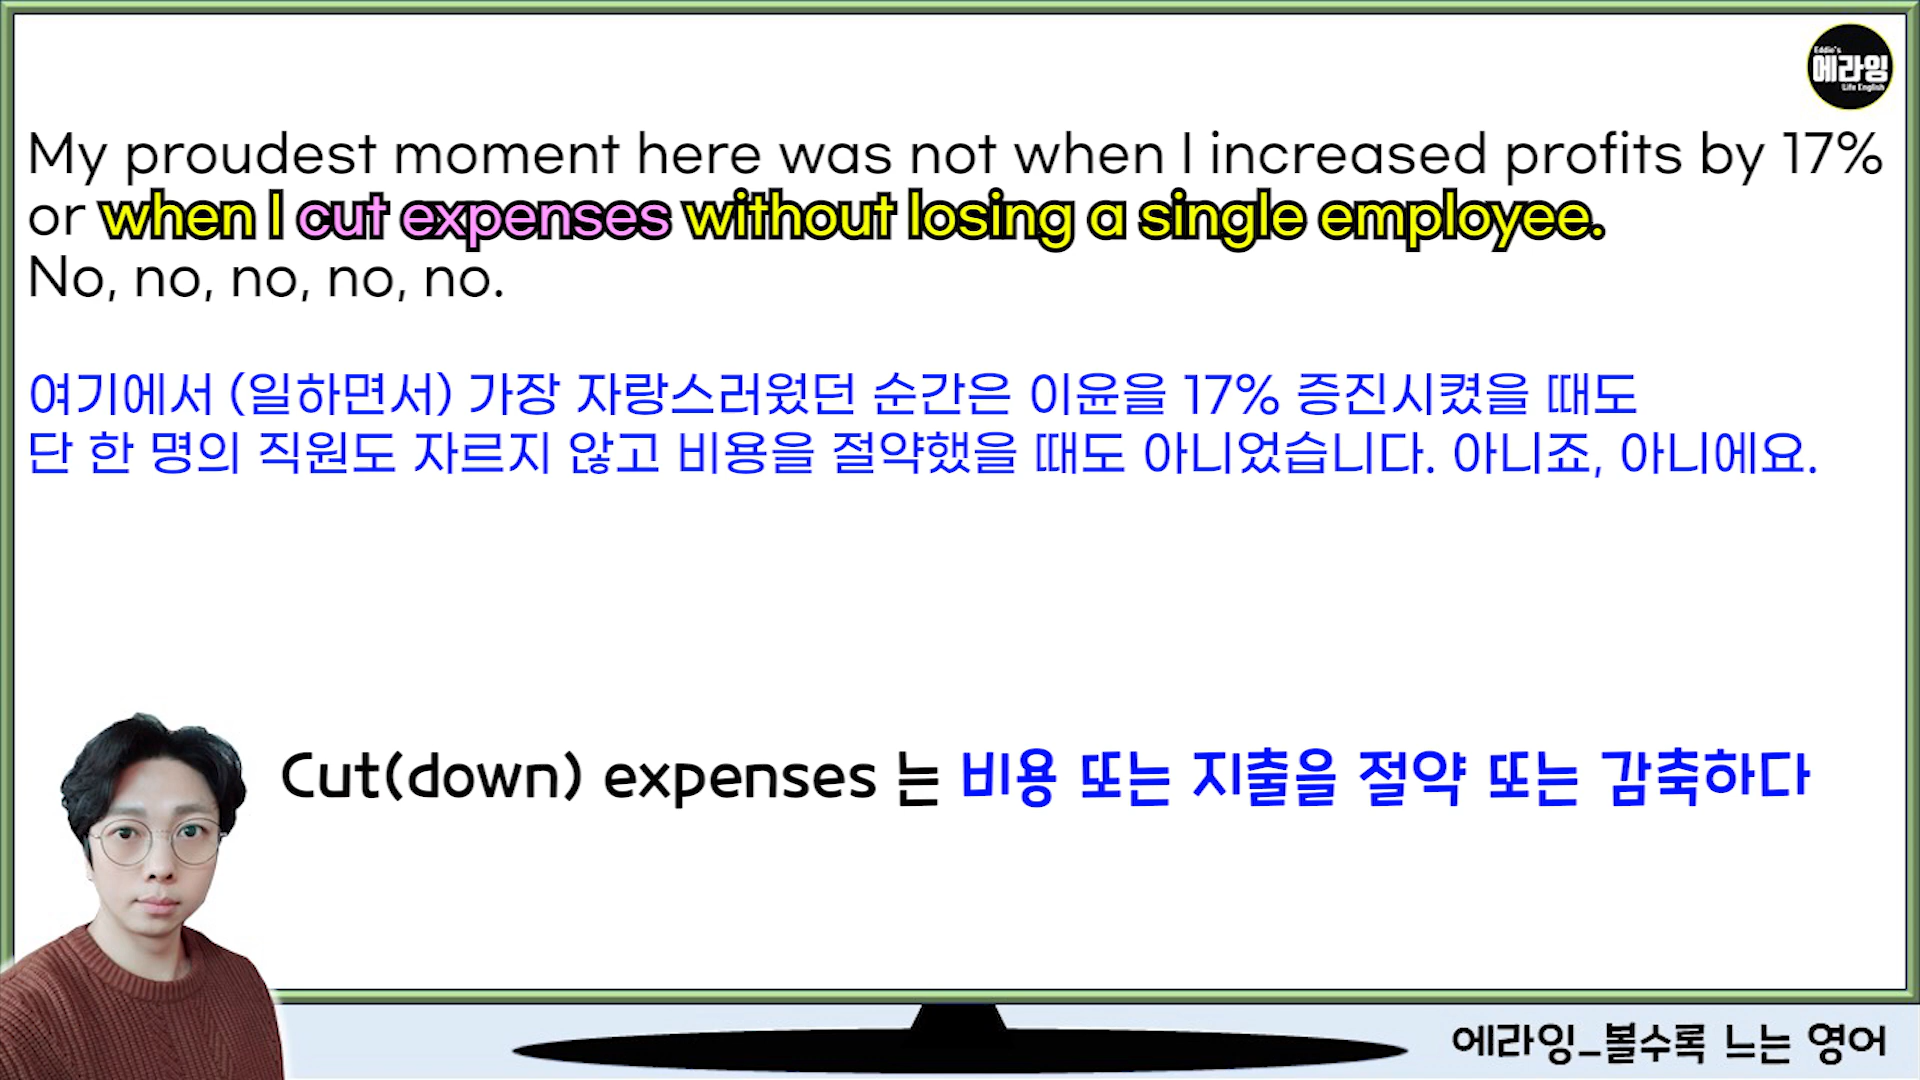 Eddie's
에라잉
Life English
My proudest moment here was not when I increased profits by 17%
or when I cut expenses without losing a single employee.
No, no, no, no, no.
여기에서 (일하면서) 가장 자랑스러웠던 순간은 이윤을 17% 증진시켰을 때도
단 한 명의 직원도 자르지 않고 비용을 절약했을 때도 아니었습니다. 아니죠, 아니에요.
Cut(down) expenses 는 비용 또는 지출을 절약 또는 감축하다
에라잉_볼수록 느는 영어